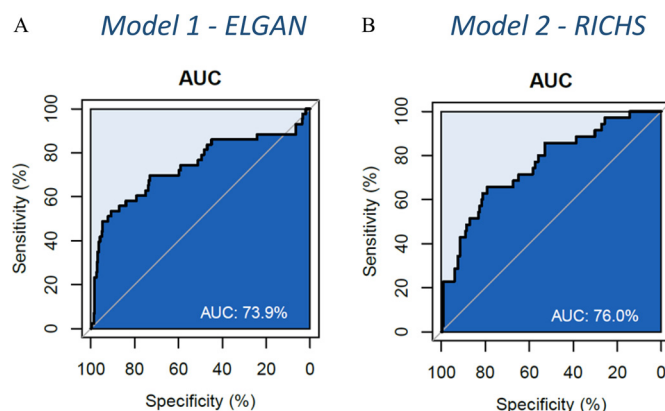 A
Model 1 - ELGAN
AUC
Sensitivity (%)
100
80
60
40
20
0
AUC: 73.9%
100 80 60 40 20 0
Specificity (%)
B
Model 2 - RICHS
AUC
Sensitivity (%)
100
80
60
40
20
0
AUC: 76.0%
100 80 60 40 20 0
Specificity (%)